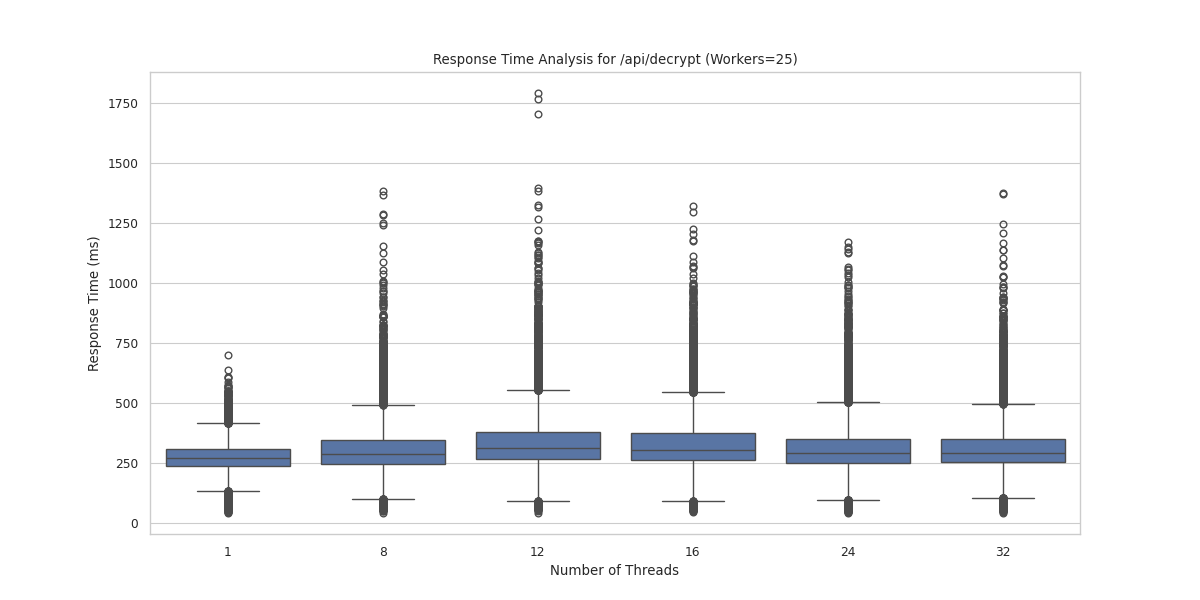 Response Time Analysis for /api/decrypt (Workers=25)
1750
1500
1250
1000
750
500
250
0
Response Time (ms)
1 8 12 16 24 32
Number of Threads